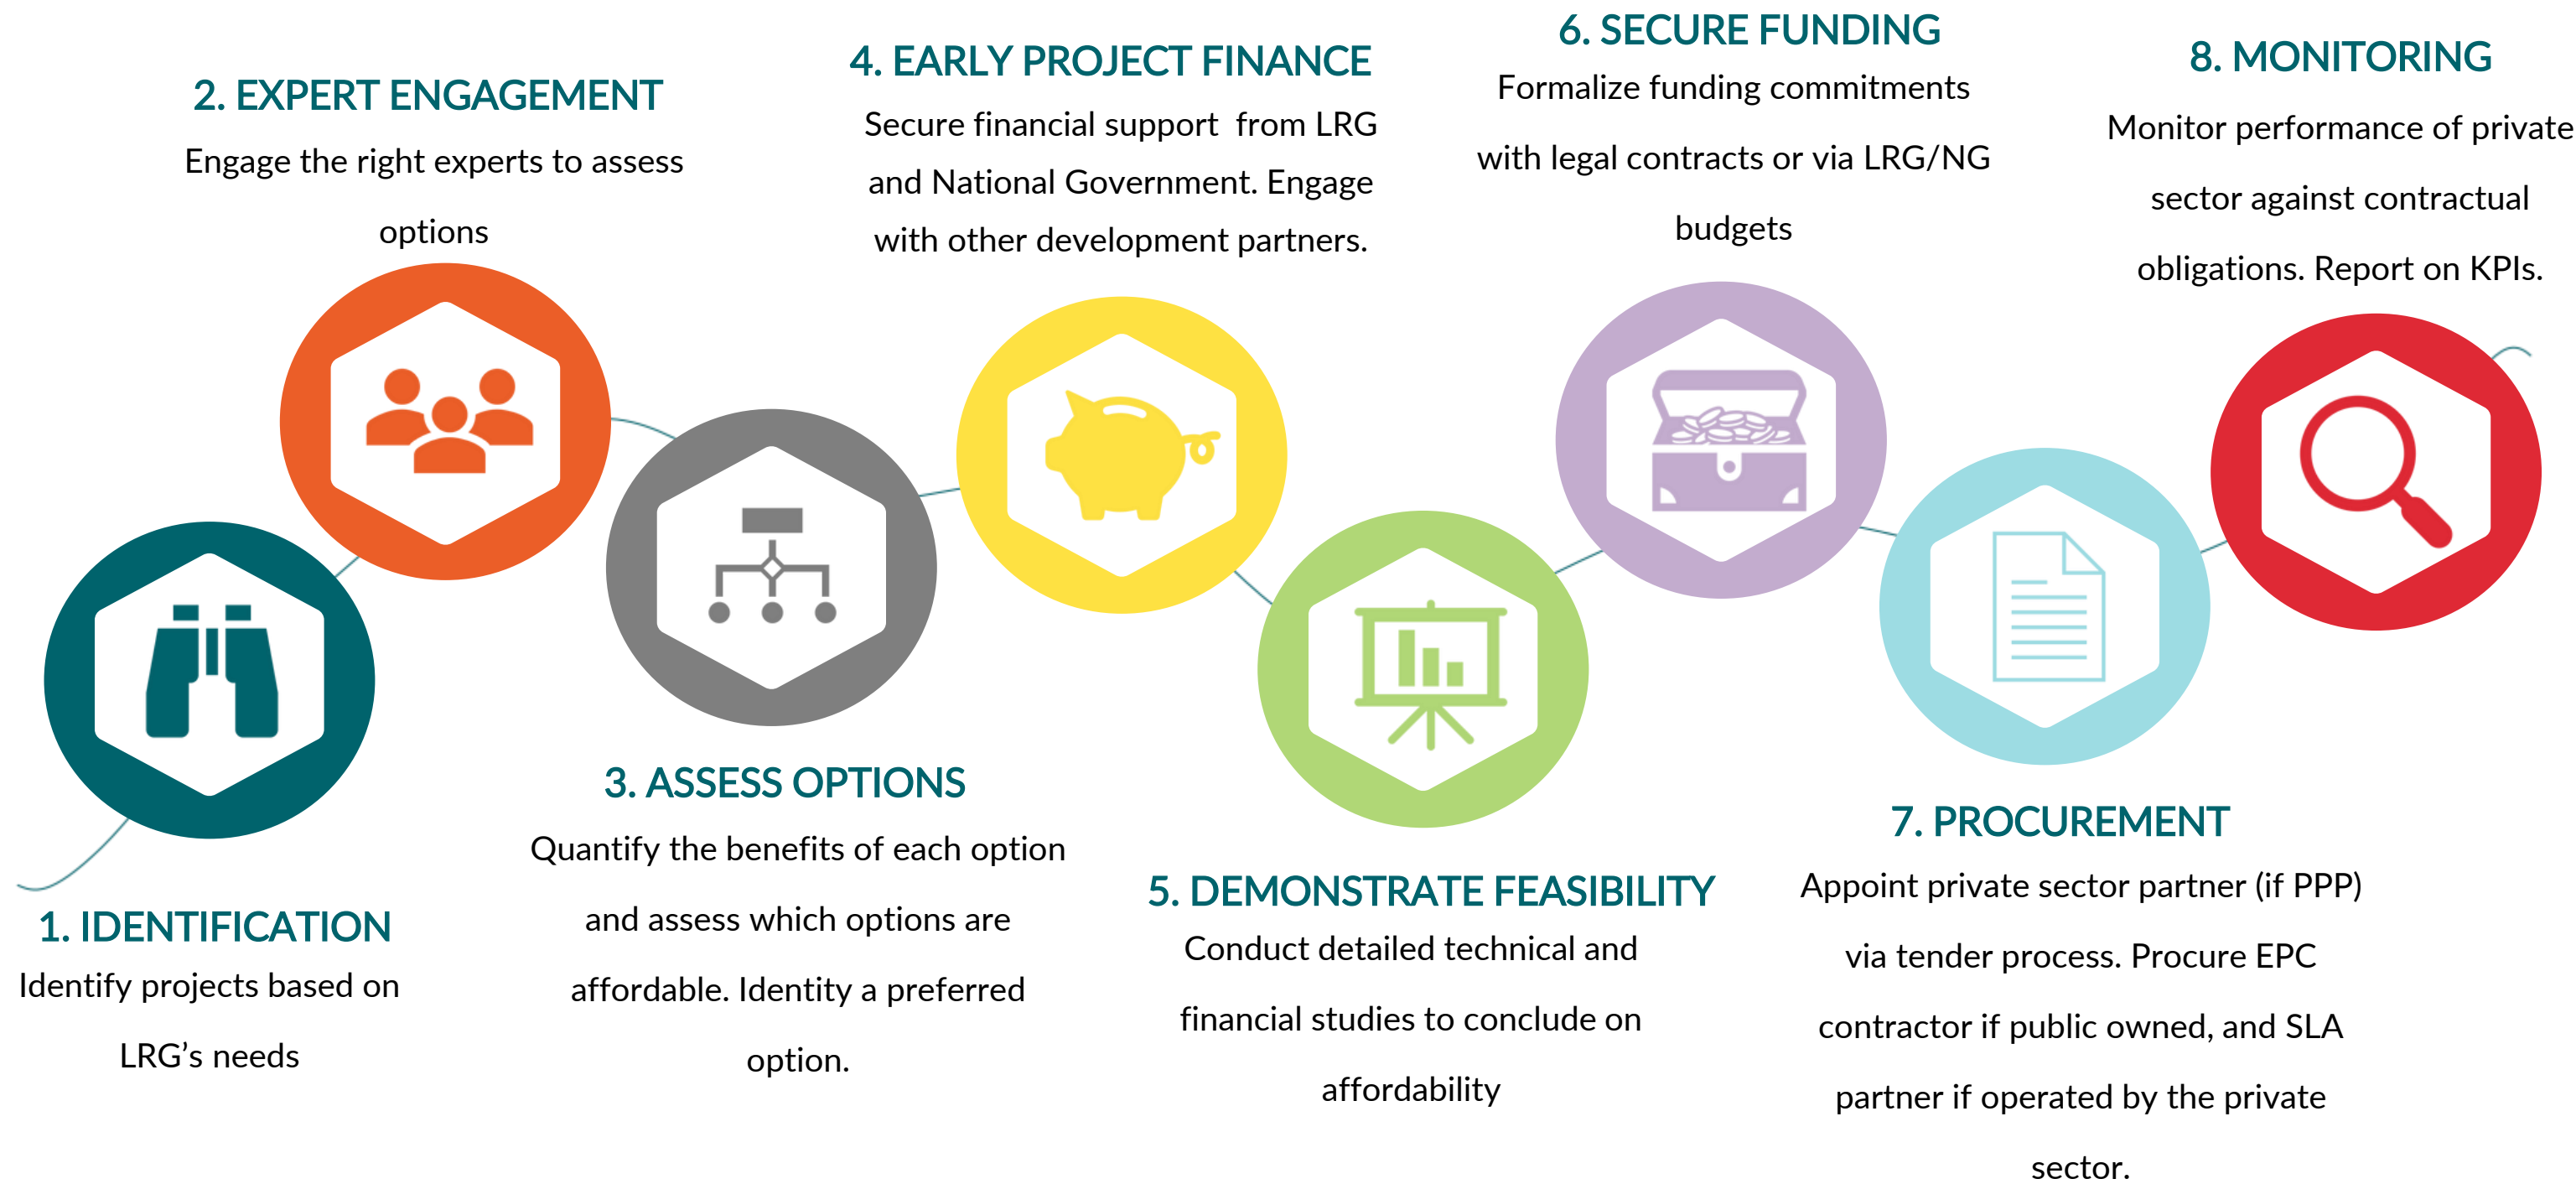 1. IDENTIFICATION
Identify projects based on
LRG’s needs
2. EXPERT ENGAGEMENT
Engage the right experts to assess
options
3. ASSESS OPTIONS
Quantify the benefits of each option
and assess which options are
affordable. Identity a preferred
option.
4. EARLY PROJECT FINANCE
Secure financial support from LRG
and National Government. Engage
with other development partners.
5. DEMONSTRATE FEASIBILITY
Conduct detailed technical and
financial studies to conclude on
affordability
6. SECURE FUNDING
Formalize funding commitments
with legal contracts or via LRG/NG
budgets
7. PROCUREMENT
Appoint private sector partner (if PPP)
via tender process. Procure EPC
contractor if public owned, and SLA
partner if operated by the private
sector.
8. MONITORING
Monitor performance of private
sector against contractual
obligations. Report on KPIs.